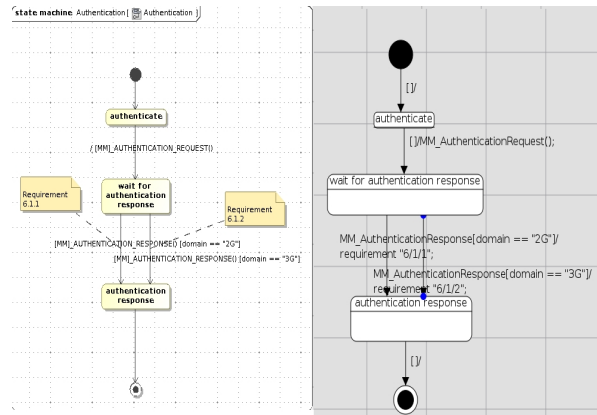 state machine Authentication [ Authentication ]
authenticate
/ [MM]_AUTHENTICATION_REQUEST()
wait for
authentication
response
Requirement
6.1.1
Requirement
6.1.2
[MM]_AUTHENTICATION_RESPONSE() [domain == "2G"]
[MM]_AUTHENTICATION_RESPONSE() [domain == "3G"]
authentication
response
[ ]/
authenticate
[ ]/MM_AuthenticationRequest();
wait for authentication response
MM_AuthenticationResponse[domain == "2G"]/
requirement "6/1/1";
MM_AuthenticationResponse[domain == "3G"]/
requirement "6/1/2";
authentication response
[ ]/